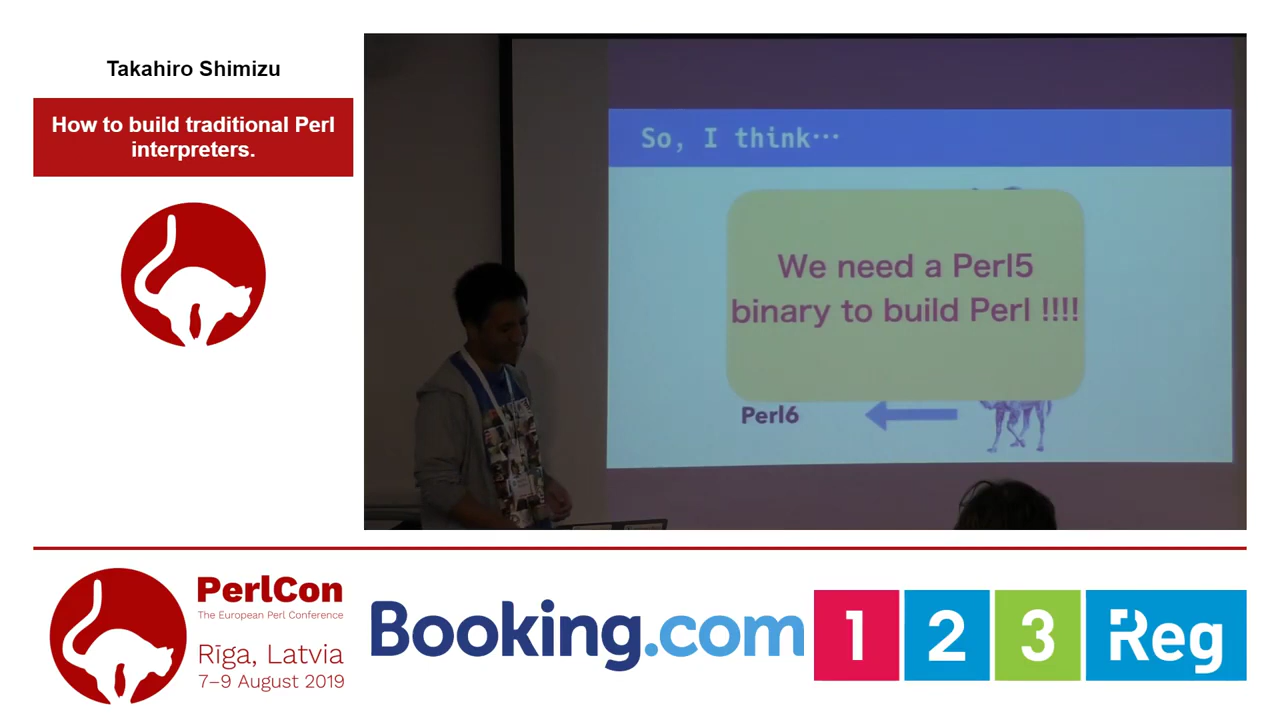 Takahiro Shimizu
How to build traditional Perl
interpreters.
So, I think…
We need a Perl5
binary to build Perl !!!!
Perl6
PerlCon
The European Perl Conference
Rīga, Latvia
7–9 August 2019
Booking.com
1 2 3 Reg